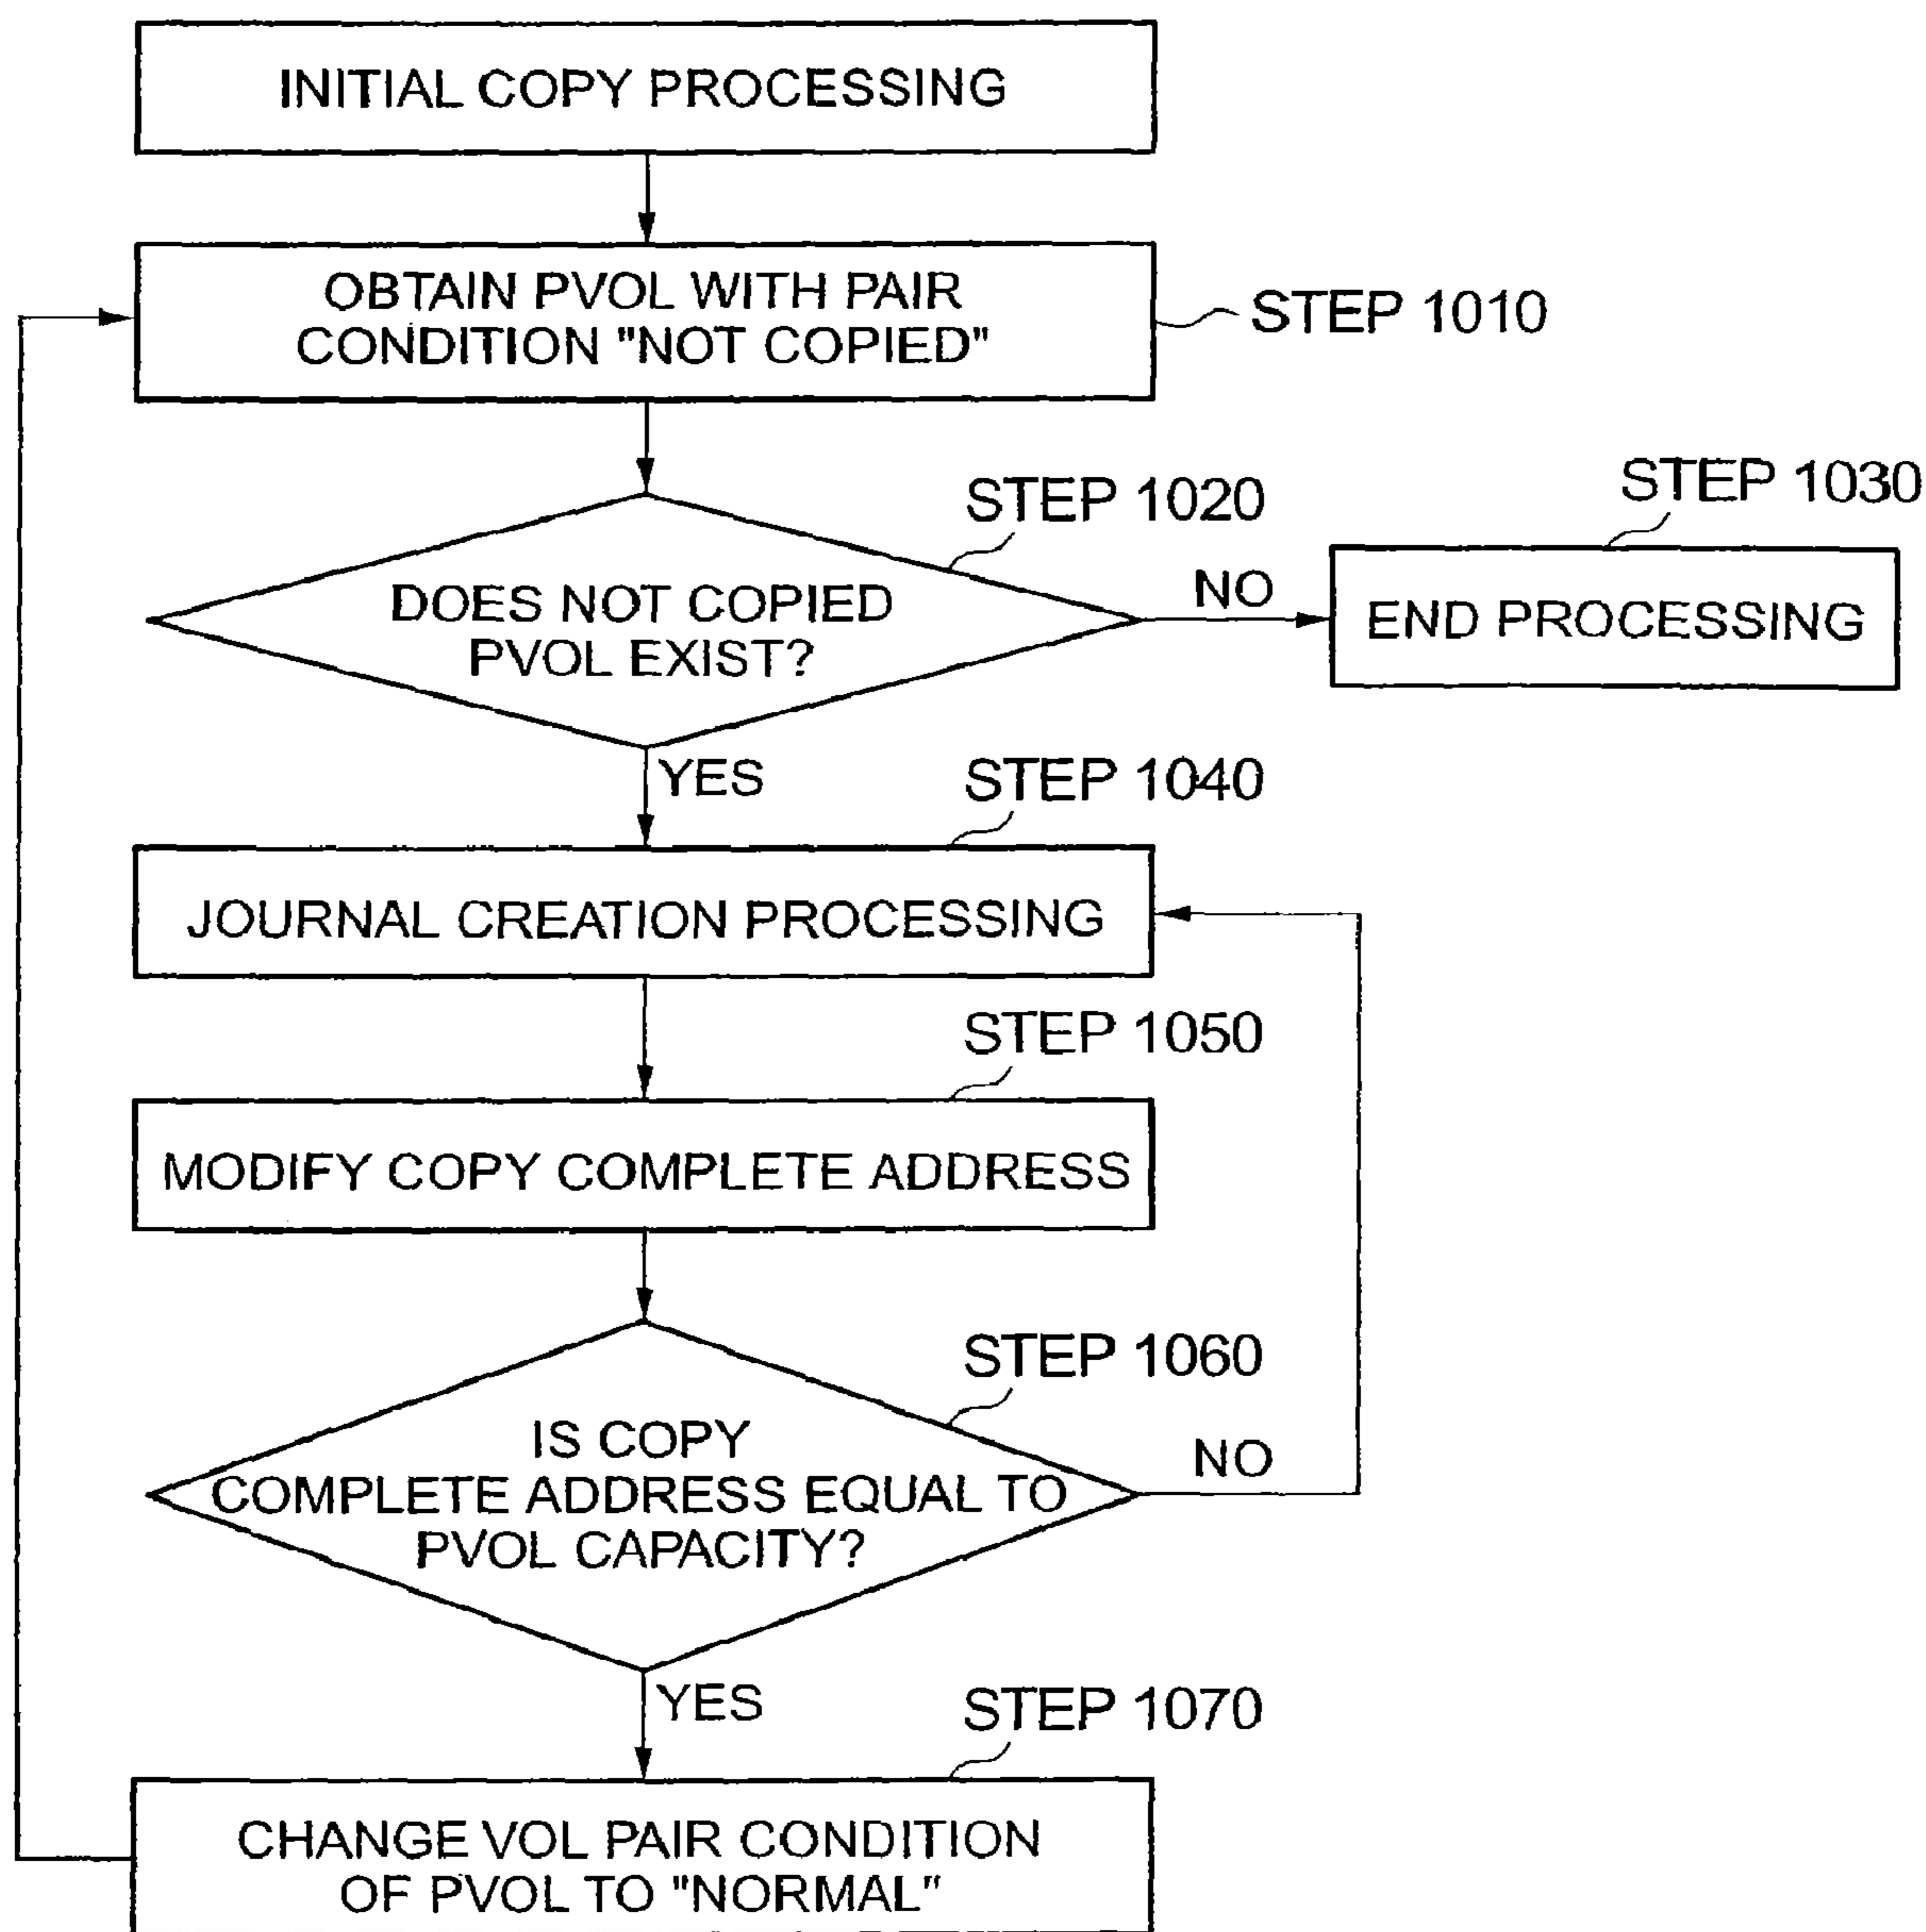 INITIAL COPY PROCESSING
OBTAIN PVOL WITH PAIR
CONDITION "NOT COPIED"
STEP 1010
STEP 1020
STEP 1030
DOES NOT COPIED
PVOL EXIST?
NO
END PROCESSING
YES
STEP 1040
JOURNAL CREATION PROCESSING
STEP 1050
MODIFY COPY COMPLETE ADDRESS
STEP 1060
IS COPY
COMPLETE ADDRESS EQUAL TO
PVOL CAPACITY?
NO
YES
STEP 1070
CHANGE VOL PAIR CONDITION
OF PVOL TO "NORMAL"